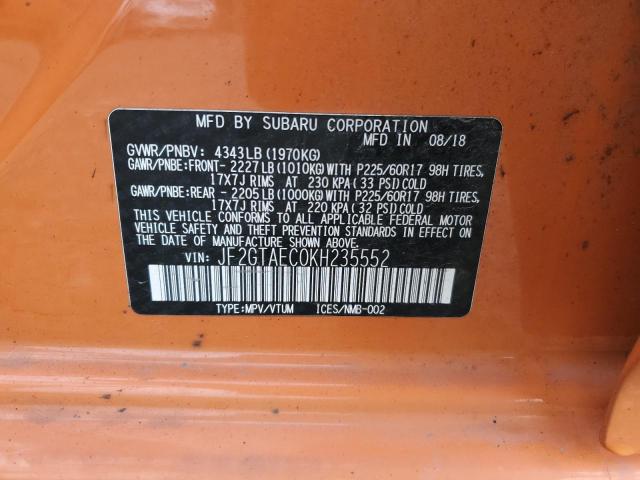 MFD BY SUBARU CORPORATION
MFD IN 08/18
GVWR/PNBV: 4343LB(1970KG)
GAWR/PNBE:FRONT- 2227LB(1010KG)WITH P225/60R17 98H TIRES,
17X7J RIMS AT 230 KPA(33 PSI)COLD
GAWR/PNBE:REAR - 2205LB(1000KG)WITH P225/60R17 98H TIRES,
17X7J RIMS AT 220 KPA(32 PSI)COLD
THIS VEHICLE CONFORMS TO ALL APPLICABLE FEDERAL MOTOR
VEHICLE SAFETY AND THEFT PREVENTION STANDARDS IN EFFECT
ON THE DATE OF MANUFACTURE SHOWN ABOVE.
VIN: JF2GTAEC0KH235552
TYPE:MPV/VTUM ICES/NMB-002